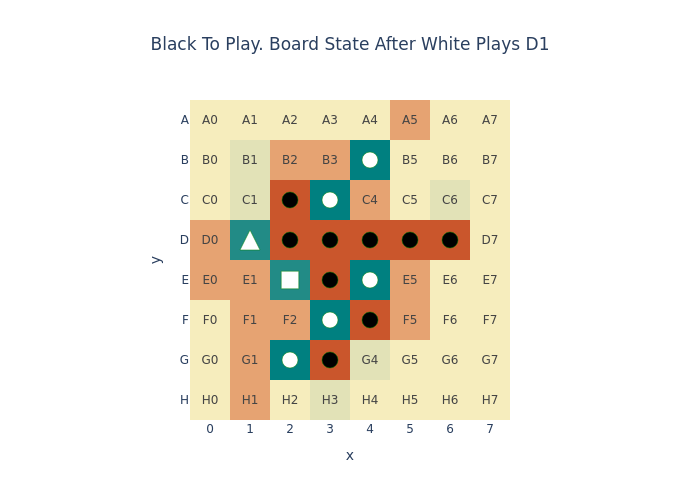 Black To Play. Board State After White Plays D1
A A0 A1 A2 A3 A4 A5 A6 A7
B B0 B1 B2 B3 B5 B6 B7
C C0 C1 C4 C5 C6 C7
D D0 D7
E E0 E1 E5 E6 E7
F F0 F1 F2 F5 F6 F7
G G0 G1 G4 G5 G6 G7
H H0 H1 H2 H3 H4 H5 H6 H7
0 1 2 3 4 5 6 7
x
y